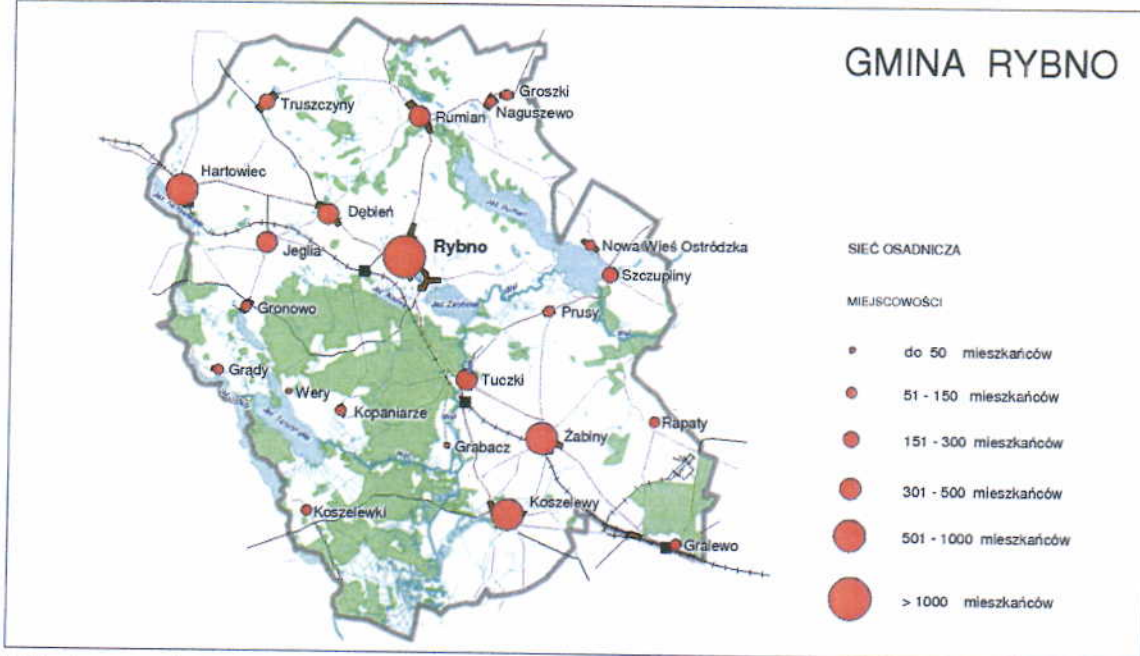 GMINA RYBNO
Groszki
Naguszewo
Truszczyny
Rumian
Hartowiec
Dębień
Jeglia
Rybno
Nowa Wieś Ostródzka
Szczupliny
Gronowo
Prusy
Grądy
Wery
Kopaniarze
Tuczki
Żabiny
Rapaty
Grabacz
Koszelewki
Koszelewy
Gralewo
SIEĆ OSADNICZA
MIEJSCOWOŚCI
do 50 mieszkańców
51 - 150 mieszkańców
151 - 300 mieszkańców
301 - 500 mieszkańców
501 - 1000 mieszkańców
> 1000 mieszkańców